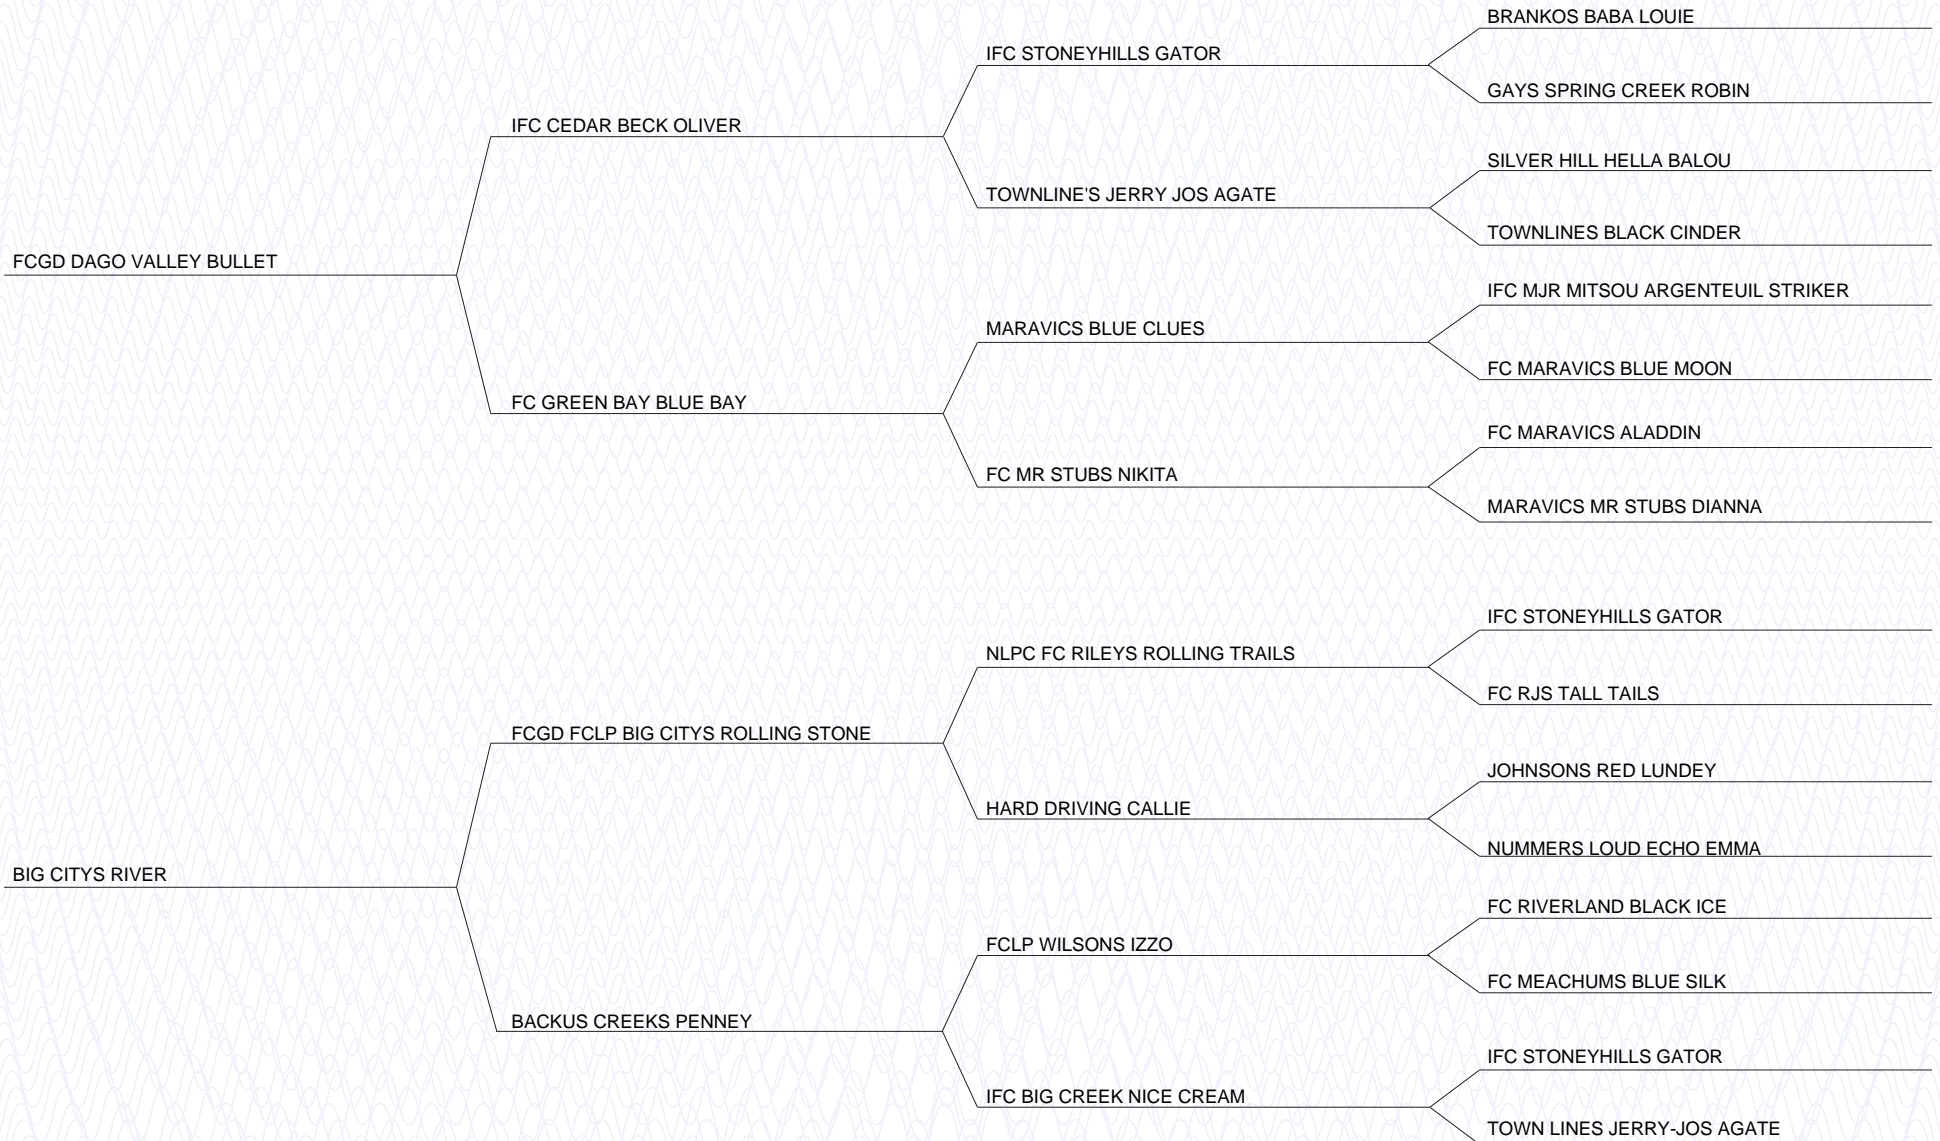 BRANKOS BABA LOUIE
IFC STONEYHILLS GATOR
GAYS SPRING CREEK ROBIN
IFC CEDAR BECK OLIVER
SILVER HILL HELLA BALOU
TOWNLINE'S JERRY JOS AGATE
TOWNLINES BLACK CINDER
FCGD DAGO VALLEY BULLET
IFC MJR MITSOU ARGENTEUIL STRIKER
MARAVICS BLUE CLUES
FC MARAVICS BLUE MOON
FC GREEN BAY BLUE BAY
FC MARAVICS ALADDIN
FC MR STUBS NIKITA
MARAVICS MR STUBS DIANNA
IFC STONEYHILLS GATOR
NLPC FC RILEYS ROLLING TRAILS
FC RJS TALL TAILS
FCGD FCLP BIG CITYS ROLLING STONE
JOHNSONS RED LUNDEY
HARD DRIVING CALLIE
NUMMERS LOUD ECHO EMMA
BIG CITYS RIVER
FC RIVERLAND BLACK ICE
FCLP WILSONS IZZO
FC MEACHUMS BLUE SILK
BACKUS CREEKS PENNEY
IFC STONEYHILLS GATOR
IFC BIG CREEK NICE CREAM
TOWN LINES JERRY-JOS AGATE